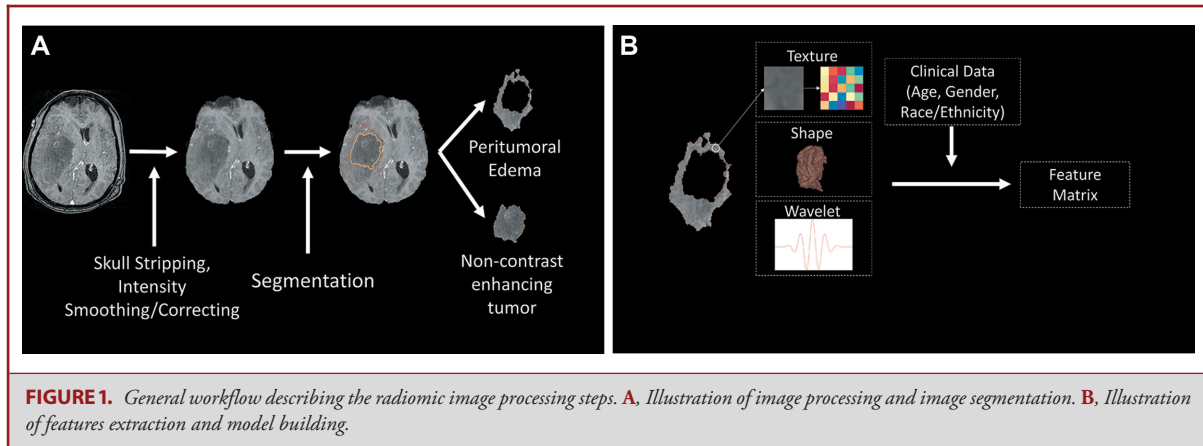 A
Skull Stripping,
Intensity
Smoothing/Correcting
Segmentation
Peritumoral
Edema
Non-contrast
enhancing
tumor
B
Texture
Shape
Wavelet
Clinical Data
(Age, Gender,
Race/Ethnicity)
Feature
Matrix
FIGURE 1. General workflow describing the radiomic image processing steps. A, Illustration of image processing and image segmentation. B, Illustration
of features extraction and model building.